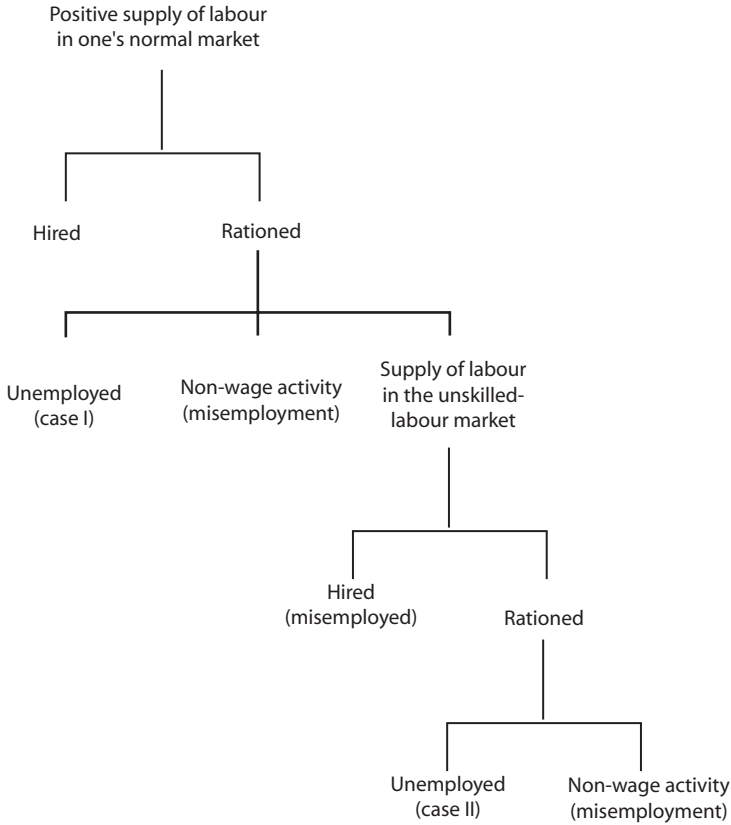 Positive supply of labour
in one's normal market
Hired
Rationed
Unemployed
(case I)
Non-wage activity
(misemployment)
Supply of labour
in the unskilled-
labour market
Hired
(misemployed)
Rationed
Unemployed
(case II)
Non-wage activity
(misemployment)